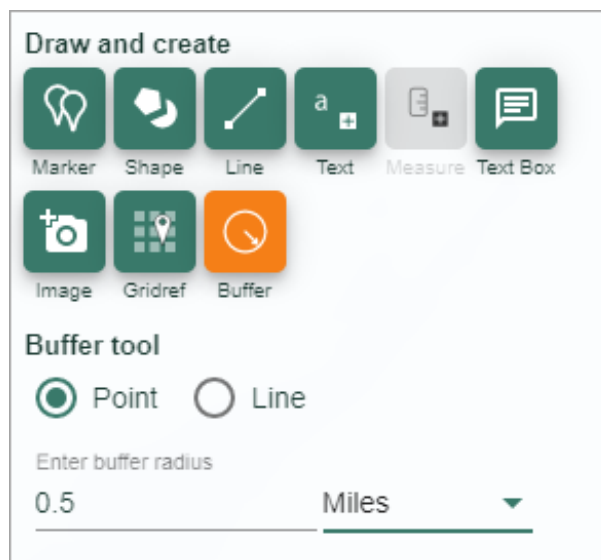 Draw and create
Marker Shape Line Text Measure Text Box
Image Gridref Buffer
Buffer tool
Point Line
Enter buffer radius
0.5 Miles